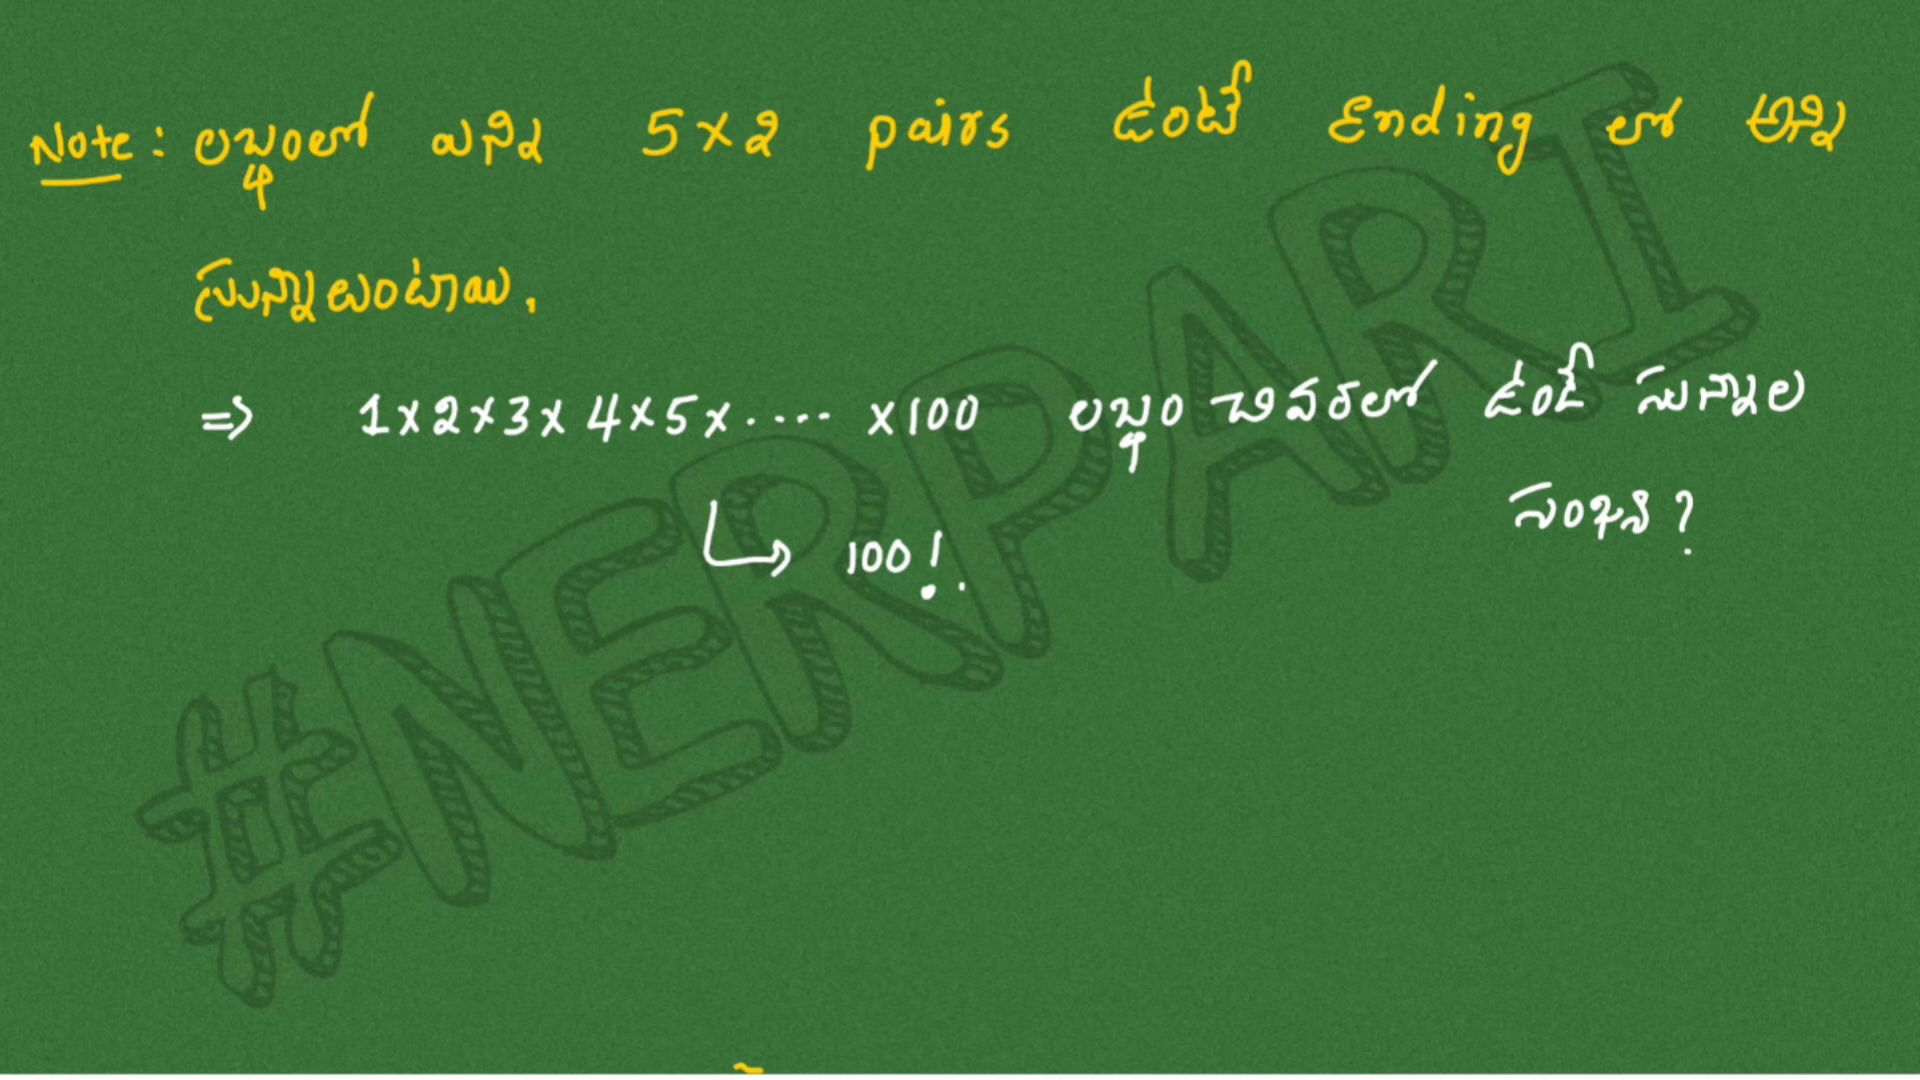 Note: లబ్ధంలో ఎన్ని 5×2 pairs ఉంటే Ending లో అన్ని
సున్నాలుంటాయి.
=> 1×2×3×4×5×.... ×100 లబ్ధం చివరలో ఉండే సున్నాల
సంఖ్య?
100!.
#NERPARI